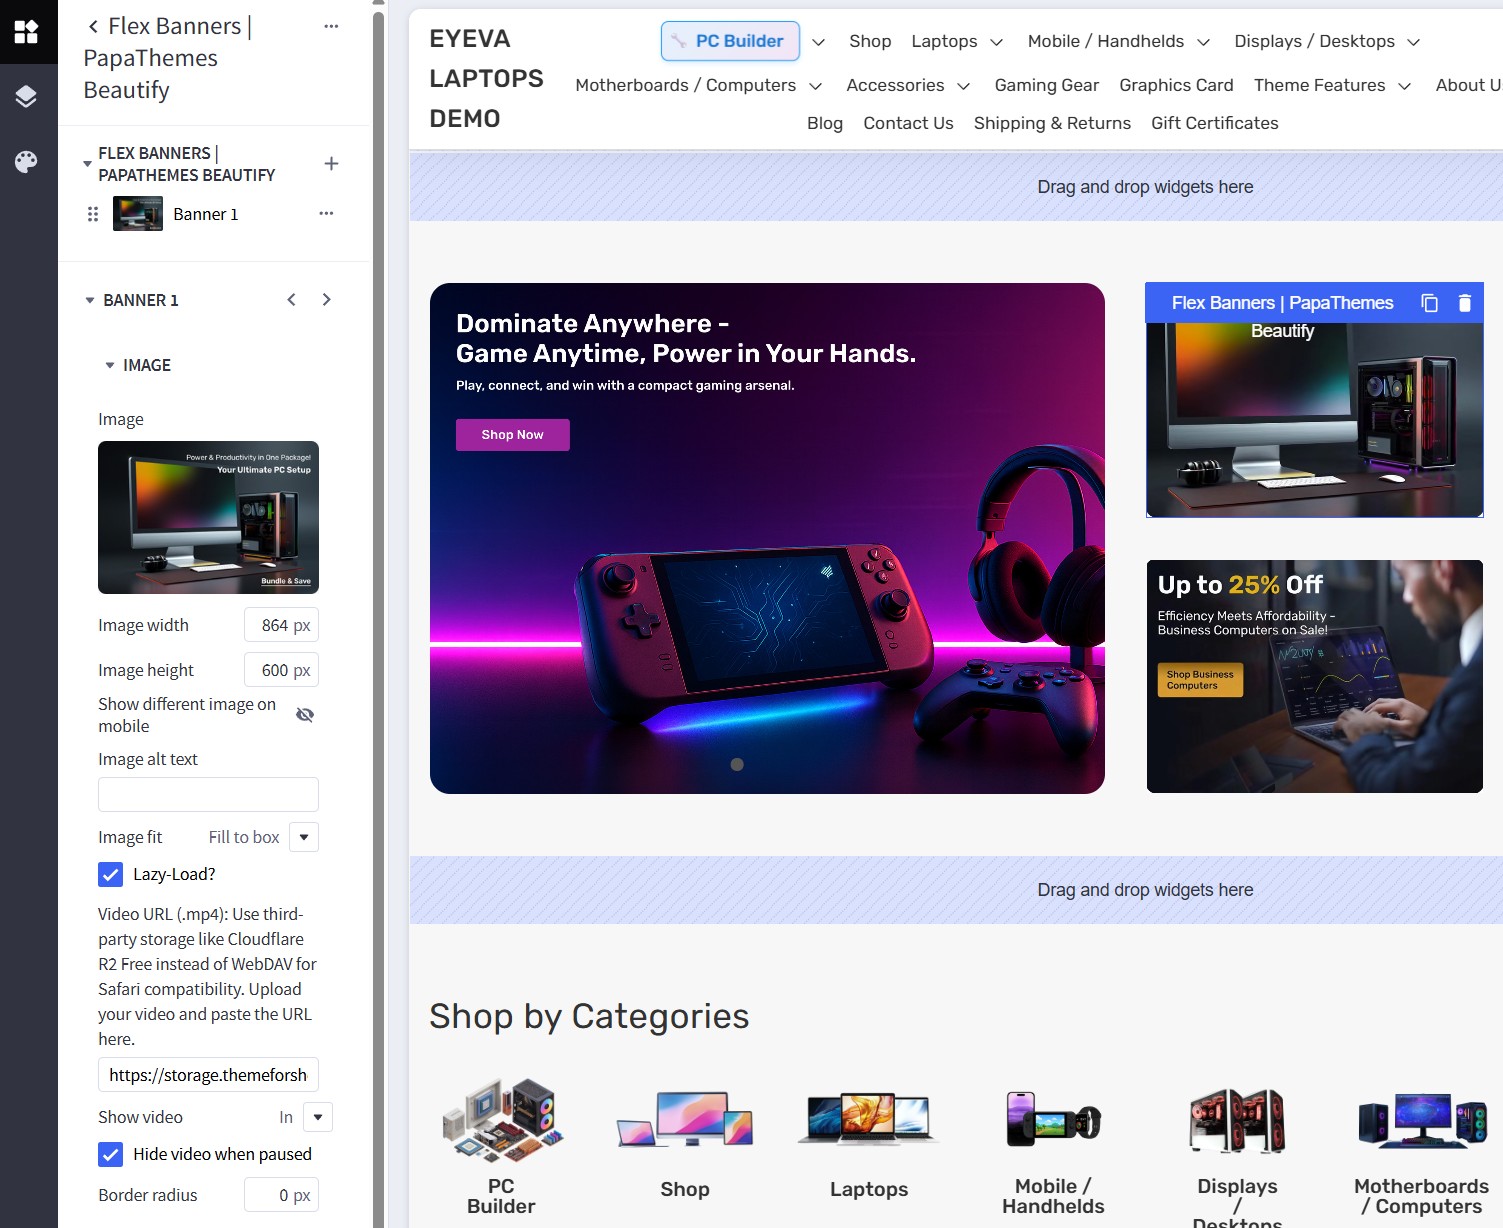 Flex Banners |
PapaThemes
Beautify
FLEX BANNERS |
PAPATHEMES BEAUTIFY
Banner 1
BANNER 1
IMAGE
Image
Power & Productivity in One Package!
Your Ultimate PC Setup
Bundle & Save
Image width
864 px
Image height
600 px
Show different image on
mobile
Image alt text
Image fit
Fill to box
Lazy-Load?
Video URL (.mp4): Use third-
party storage like Cloudflare
R2 Free instead of WebDAV for
Safari compatibility. Upload
your video and paste the URL
here.
https://storage.themeforsh
Show video
In
Hide video when paused
Border radius
0 px
EYEVA
LAPTOPS
DEMO
PC Builder
Shop
Laptops
Mobile / Handhelds
Displays / Desktops
Motherboards / Computers
Accessories
Gaming Gear
Graphics Card
Theme Features
About Us
Blog
Contact Us
Shipping & Returns
Gift Certificates
Drag and drop widgets here
Dominate Anywhere -
Game Anytime, Power in Your Hands.
Play, connect, and win with a compact gaming arsenal.
Shop Now
Flex Banners | PapaThemes
Beautify
Up to 25% Off
Efficiency Meets Affordability -
Business Computers on Sale!
Shop Business
Computers
Drag and drop widgets here
Shop by Categories
PC
Builder
Shop
Laptops
Mobile /
Handhelds
Displays
/
Desktops
Motherboards
/ Computers